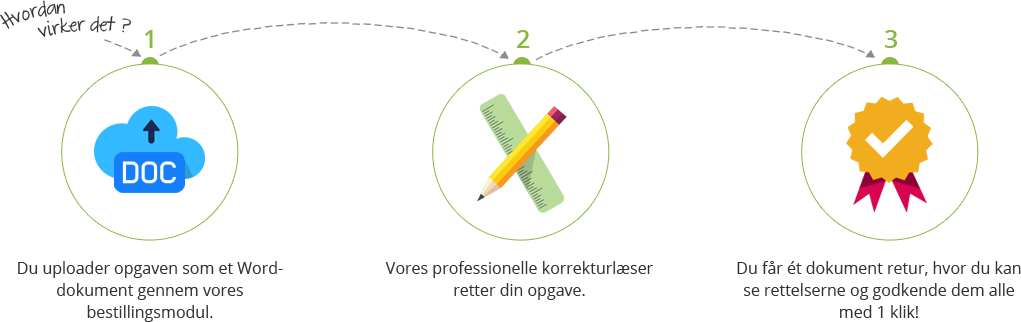 Hvordan
virker det ?
1
2
3
DOC
Du uploader opgaven som et Word-
dokument gennem vores
bestillingsmodul.
Vores professionelle korrekturlæser
retter din opgave.
Du får ét dokument retur, hvor du kan
se rettelserne og godkende dem alle
med 1 klik!